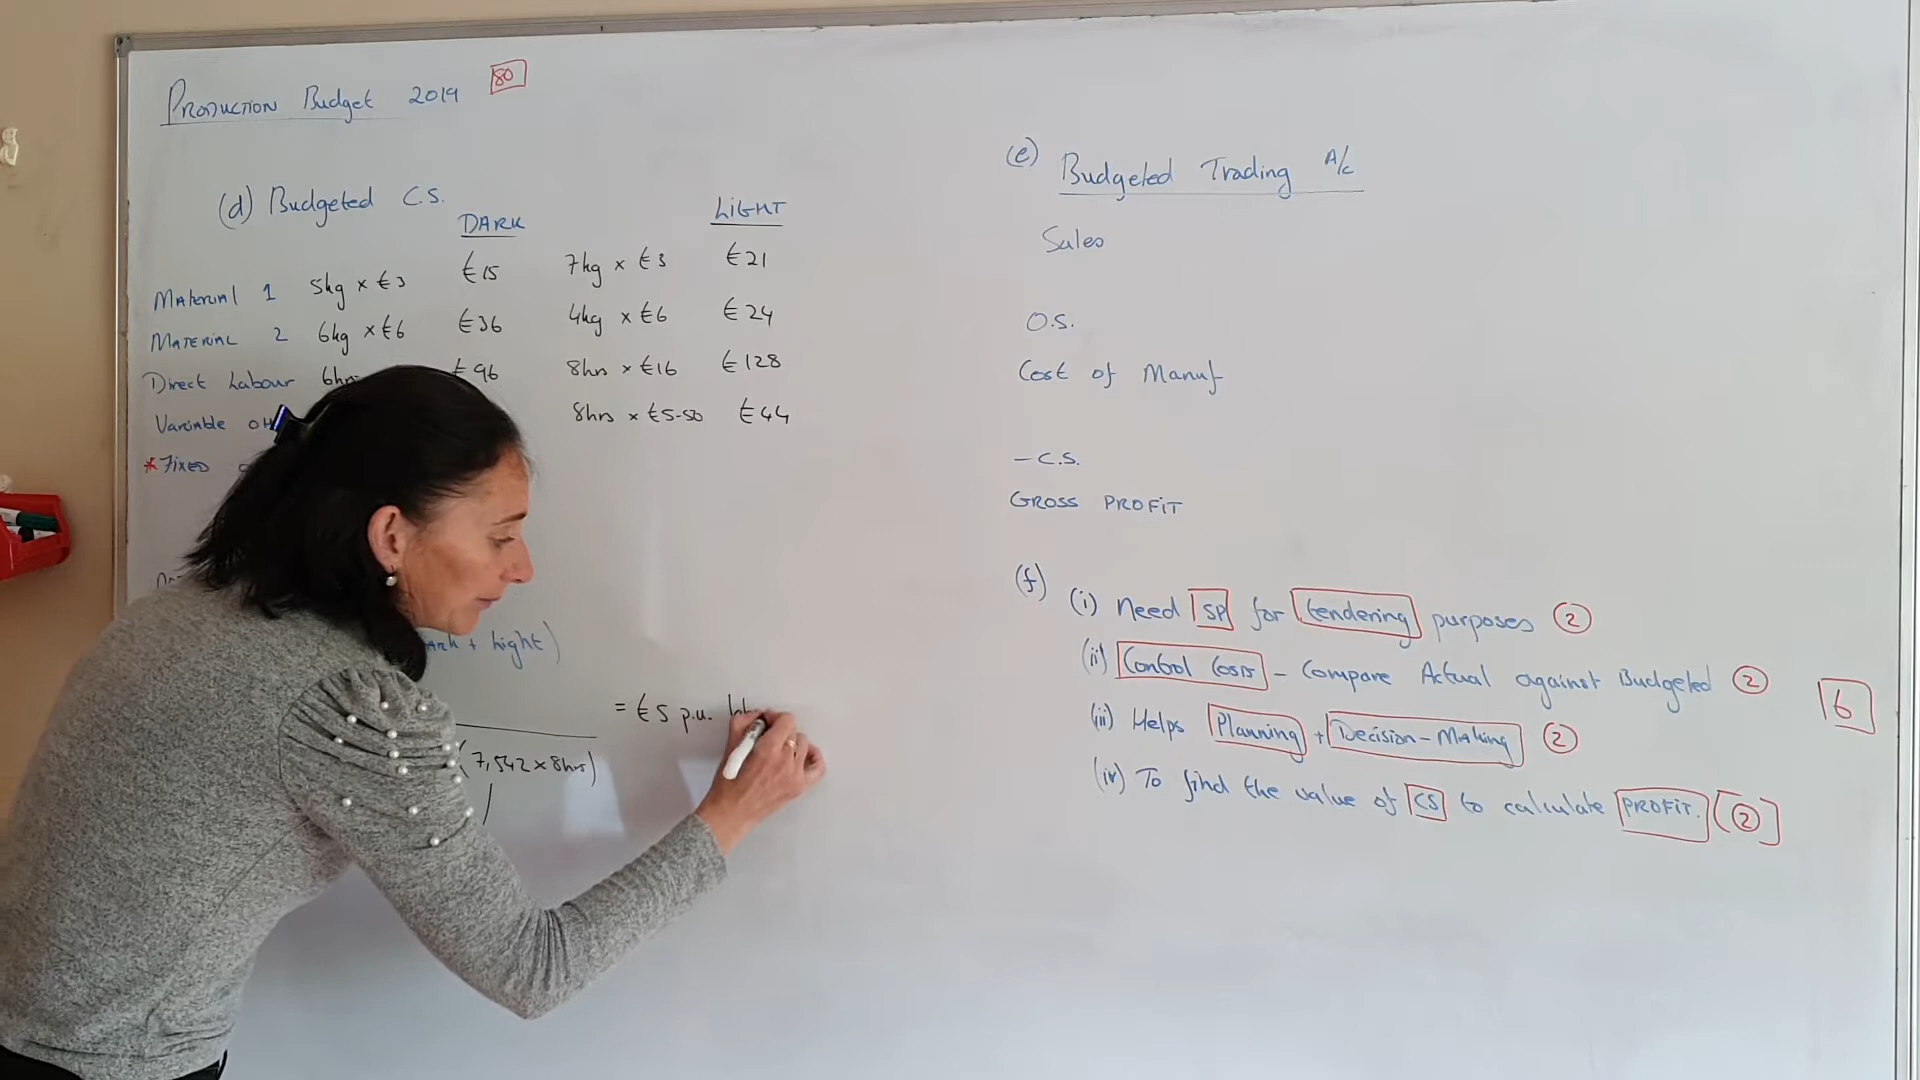 PRODUCTION Budget 2019 80
(d) Budgeted C.S.
DARK LIGHT
Material 1 5kg x €3 €15 7kg x €3 €21
MATERIAL 2 6kg x €6 €36 4kg x €6 €24
Direct Labour 6hrs €96 8hrs x €16 €128
Variable OH 8hrs x €5-50 €44
*Fixed
+ Light)
= €5 p.u.
(7,542 x 8hrs)
(e) Budgeted Trading A/c
Sales
O.S.
Cost of Manuf
- C.S.
GROSS PROFIT
(f) (i) Need SP for tendering purposes 2
(ii) Control Costs - Compare Actual against Budgeted 2
(iii) Helps Planning + Decision-Making 2
6
(iv) To find the value of CS to calculate PROFIT. [2]